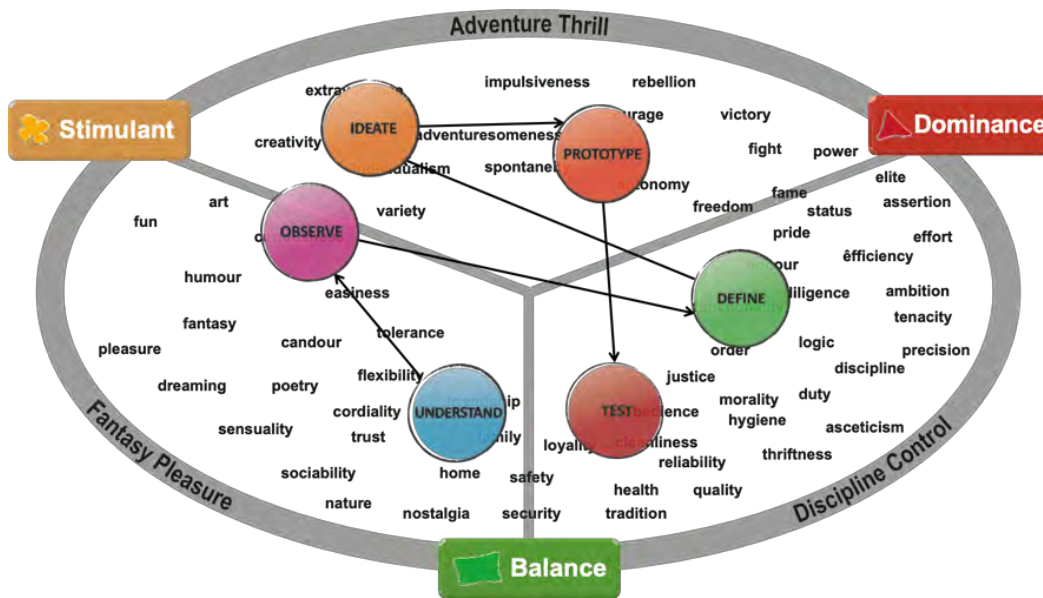 Adventure Thrill
impulsiveness
rebellion
IDEATE
victory
Stimulant
Dominance
creativity
adventuresomeness
PROTOTYPE
fight
power
spontaneity
elite
fame
freedom
status
assertion
art
variety
fun
OBSERVE
pride
effort
êfficiency
humour
easiness
DEFINE
diligence
ambition
fantasy
tolerance
tenacity
pleasure
candour
order
logic
precision
flexibility
justice
discipline
dreaming
poetry
friendship
morality
duty
cordiality
UNDERSTAND
TEST
hygiene
sensuality
trust
family
loyality
cleanliness
asceticism
thriftness
reliability
sociability
home
safety
health
quality
nature
nostalgia
security
tradition
Fantasy Pleasure
Discipline Control
Balance